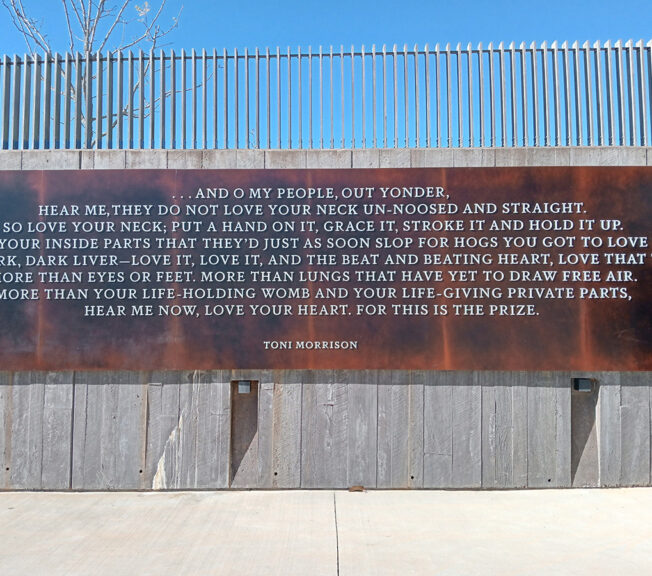 ...AND O MY PEOPLE, OUT YONDER,
HEAR ME, THEY DO NOT LOVE YOUR NECK UN-NOOSED AND STRAIGHT.
SO LOVE YOUR NECK; PUT A HAND ON IT, GRACE IT, STROKE IT AND HOLD IT UP.
YOUR INSIDE PARTS THAT THEY'D JUST AS SOON SLOP FOR HOGS YOU GOT TO LOVE
DARK LIVER—LOVE IT, LOVE IT, AND THE BEAT AND BEATING HEART, LOVE THAT
MORE THAN EYES OR FEET. MORE THAN LUNGS THAT HAVE YET TO DRAW FREE AIR.
MORE THAN YOUR LIFE-HOLDING WOMB AND YOUR LIFE-GIVING PRIVATE PARTS,
HEAR ME NOW, LOVE YOUR HEART. FOR THIS IS THE PRIZE.
TONI MORRISON